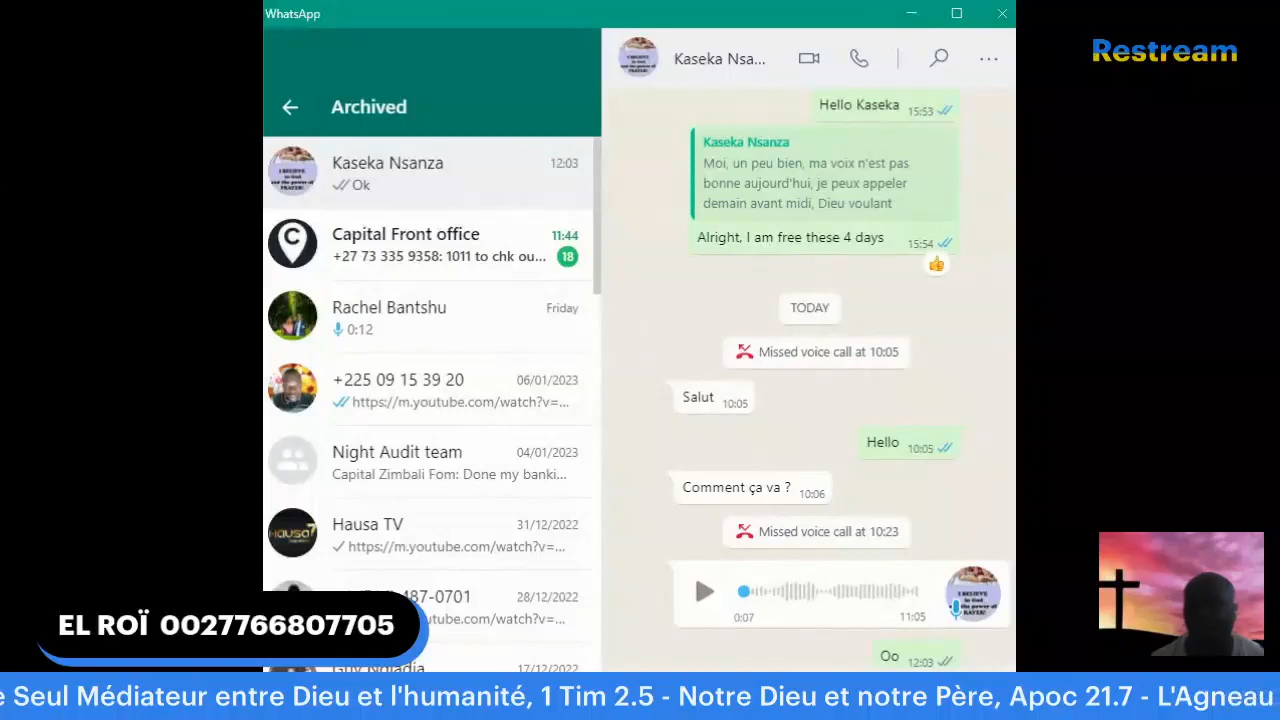 WhatsApp
Restream
Archived
Kaseka Nsanza
12:03
Ok
Capital Front office
11:44
+27 73 335 9358: 1011 to chk ou...
18
Rachel Bantshu
Friday
0:12
+225 09 15 39 20
06/01/2023
https://m.youtube.com/watch?v=...
Night Audit team
04/01/2023
Capital Zimbali Fom: Done my banki...
Hausa TV
31/12/2022
https://m.youtube.com/watch?v=...
487-0701
28/12/2022
https://m.youtube.com/watch?v=...
17/12/2022
Kaseka Nsa...
Hello Kaseka
15:53
Kaseka Nsanza
Moi, un peu bien, ma voix n'est pas
bonne aujourd'hui, je peux appeler
demain avant midi, Dieu voulant
Alright, I am free these 4 days
15:54
TODAY
Missed voice call at 10:05
Salut
10:05
Hello
10:05
Comment ça va ?
10:06
Missed voice call at 10:23
I BELIEVE
0:07
11:05
Oo
12:03
EL ROÏ 0027766807705
e Seul Médiateur entre Dieu et l'humanité, 1 Tim 2.5 - Notre Dieu et notre Père, Apoc 21.7 - L'Agneau